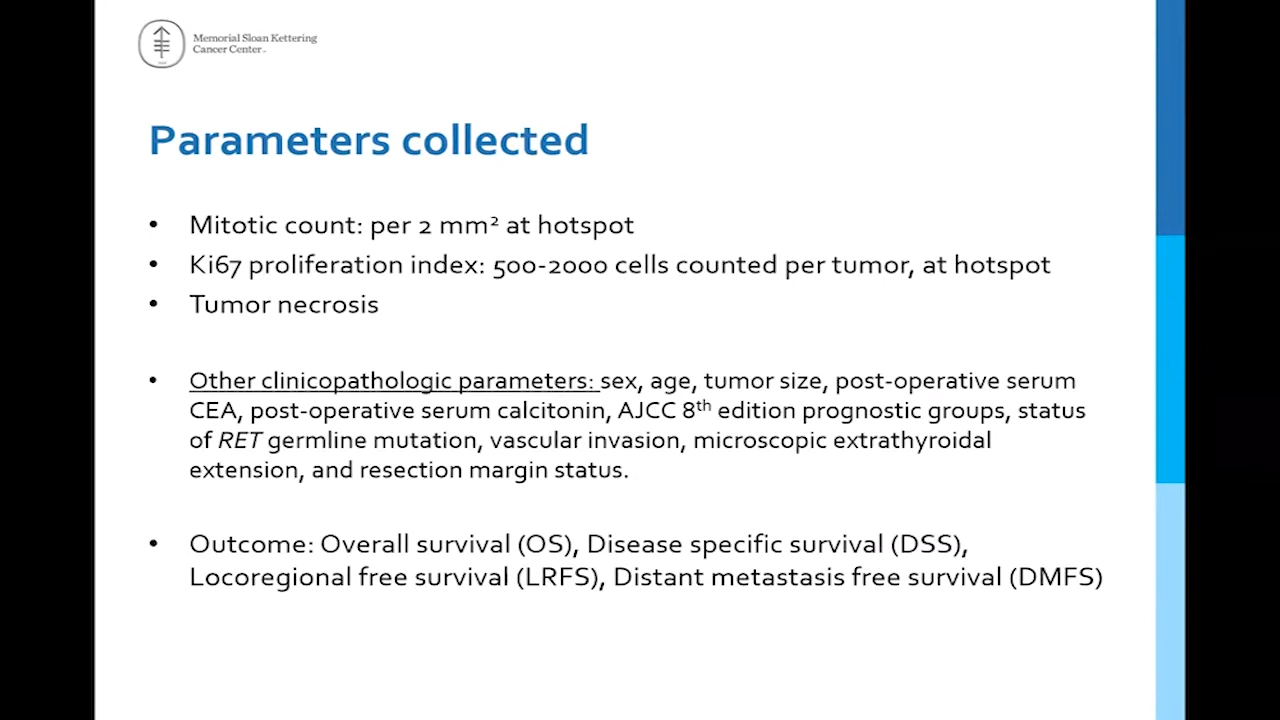 Memorial Sloan Kettering
Cancer Center
Parameters collected
• Mitotic count: per 2 mm² at hotspot
• Ki67 proliferation index: 500-2000 cells counted per tumor, at hotspot
• Tumor necrosis
• Other clinicopathologic parameters: sex, age, tumor size, post-operative serum
CEA, post-operative serum calcitonin, AJCC 8th edition prognostic groups, status
of RET germline mutation, vascular invasion, microscopic extrathyroidal
extension, and resection margin status.
• Outcome: Overall survival (OS), Disease specific survival (DSS),
Locoregional free survival (LRFS), Distant metastasis free survival (DMFS)